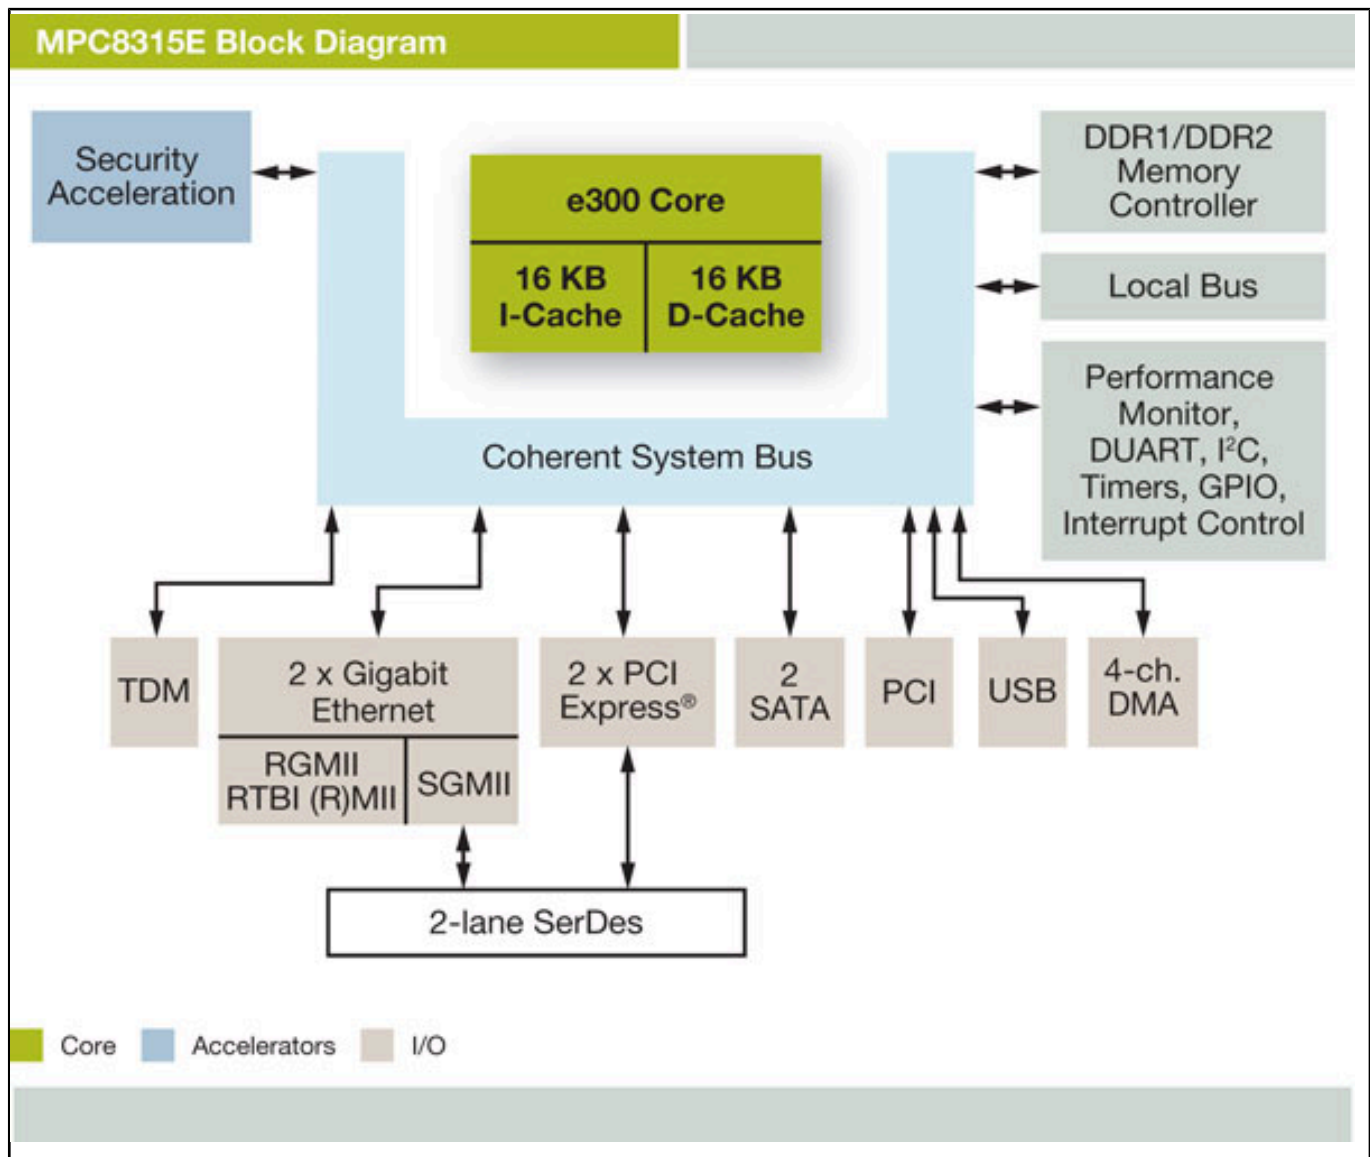 MPC8315E Block Diagram
Security
Acceleration
e300 Core
16 KB
I-Cache
16 KB
D-Cache
DDR1/DDR2
Memory
Controller
Local Bus
Performance
Monitor,
DUART, I²C,
Timers, GPIO,
Interrupt Control
Coherent System Bus
TDM
2 x Gigabit
Ethernet
RGMII
RTBI (R)MII
SGMII
2 x PCI
Express®
2
SATA
PCI
USB
4-ch.
DMA
2-lane SerDes
Core
Accelerators
I/O